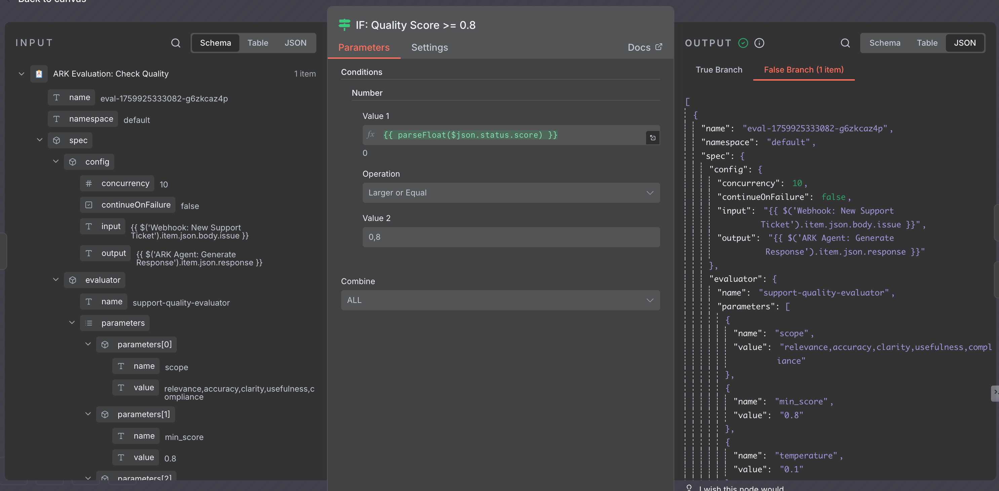 Back to canvas
INPUT
Schema
Table
JSON
ARK Evaluation: Check Quality
1 item
name
eval-1759925333082-g6zkcaz4p
namespace
default
spec
config
concurrency
10
continueOnFailure
false
input
{{ $('Webhook: New Support
Ticket').item.json.body.issue }}
output
{{ $('ARK Agent: Generate
Response').item.json.response }}
evaluator
name
support-quality-evaluator
parameters
parameters[0]
name
scope
value
relevance,accuracy,clarity,usefulness,c
ompliance
parameters[1]
name
min_score
value
0.8
parameters[2]
IF: Quality Score >= 0.8
Parameters
Settings
Docs
Conditions
Number
Value 1
fx
{{ parseFloat($json.status.score) }}
0
Operation
Larger or Equal
Value 2
0,8
Combine
ALL
OUTPUT
Schema
Table
JSON
True Branch
False Branch (1 item)
[
{
"name": "eval-1759925333082-g6zkcaz4p",
"namespace": "default",
"spec": {
"config": {
"concurrency": 10,
"continueOnFailure": false,
"input": "{{ $('Webhook: New Support
Ticket').item.json.body.issue }}",
"output": "{{ $('ARK Agent: Generate
Response').item.json.response }}"
},
"evaluator": {
"name": "support-quality-evaluator",
"parameters": [
{
"name": "scope",
"value": "relevance,accuracy,clarity,usefulness,compl
iance"
},
{
"name": "min_score",
"value": "0.8"
},
{
"name": "temperature",
"value": "0.1"
I wish this node would